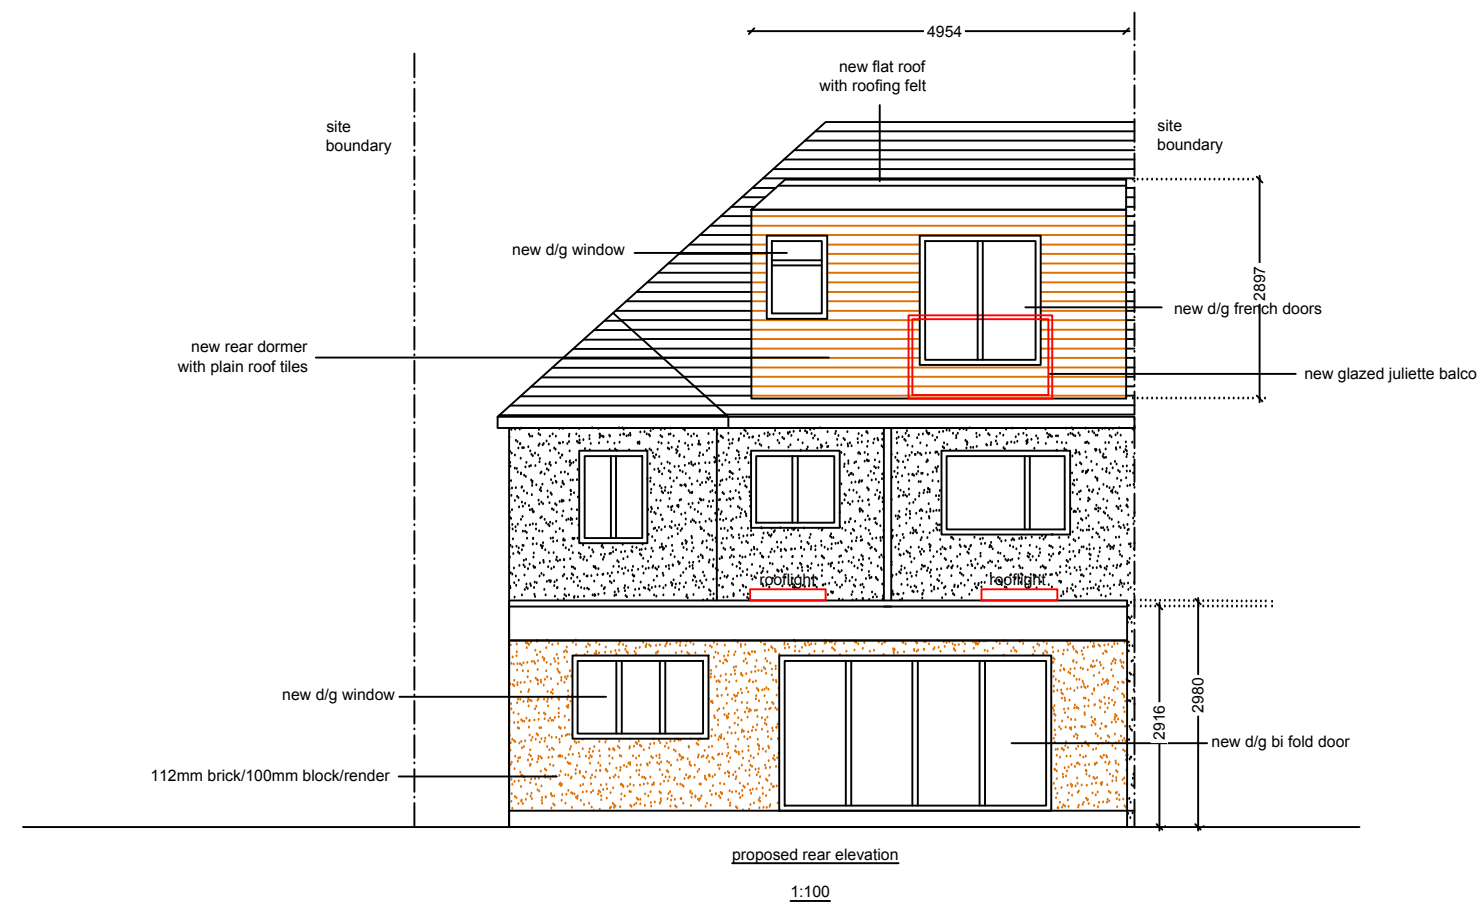 4954
new flat roof
with roofing felt
site
boundary
site
boundary
new d/g window
2897
new d/g french doors
new rear dormer
with plain roof tiles
new glazed juliette balco
rooflight
rooflight
new d/g window
2916
2980
new d/g bi fold door
112mm brick/100mm block/render
proposed rear elevation
1:100